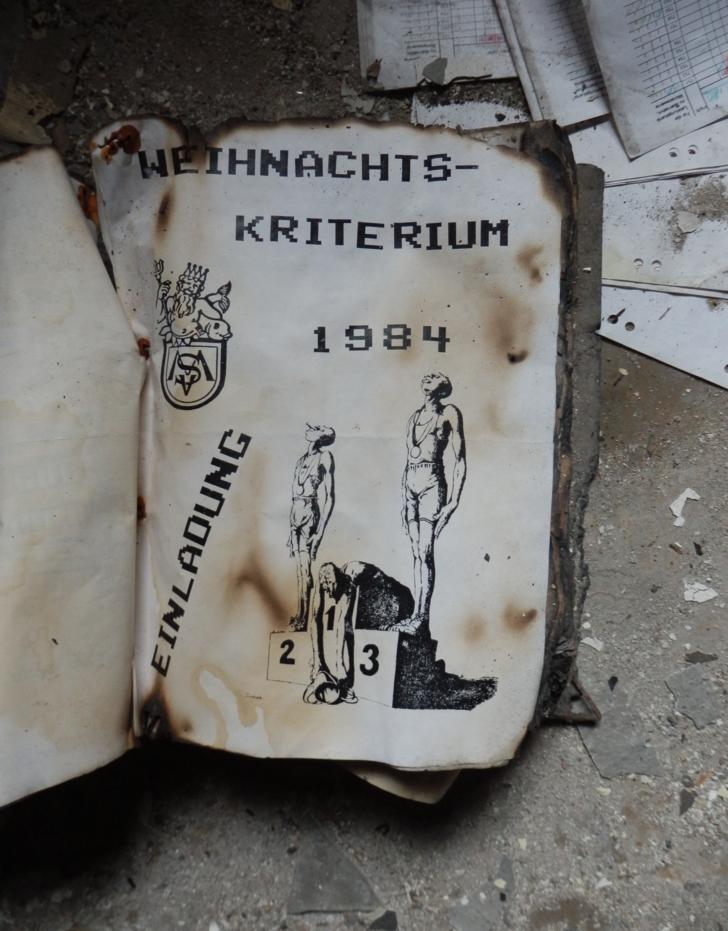 WEIHNACHTS-
KRITERIUM
1984
EINLADUNG
1
2
3